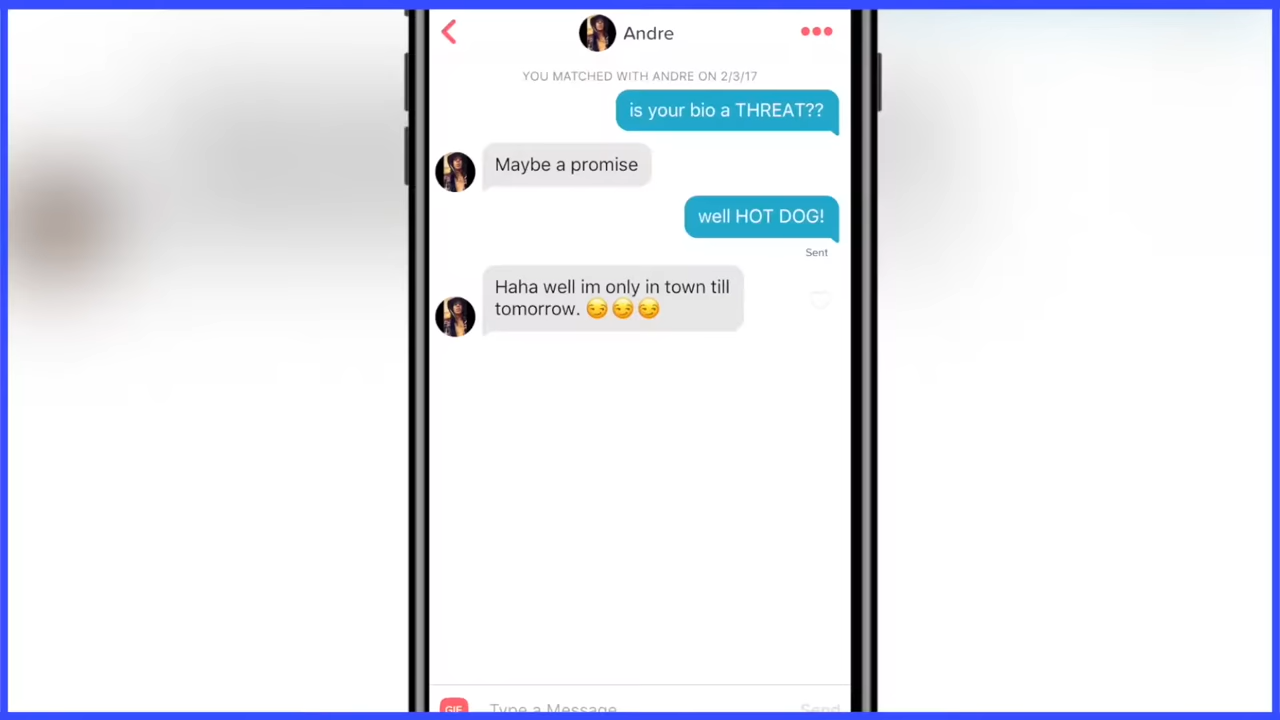 Andre
YOU MATCHED WITH ANDRE ON 2/3/17
is your bio a THREAT??
Maybe a promise
well HOT DOG!
Sent
Haha well im only in town till
tomorrow. 😏😏😏
GIF
Type a Message
Send